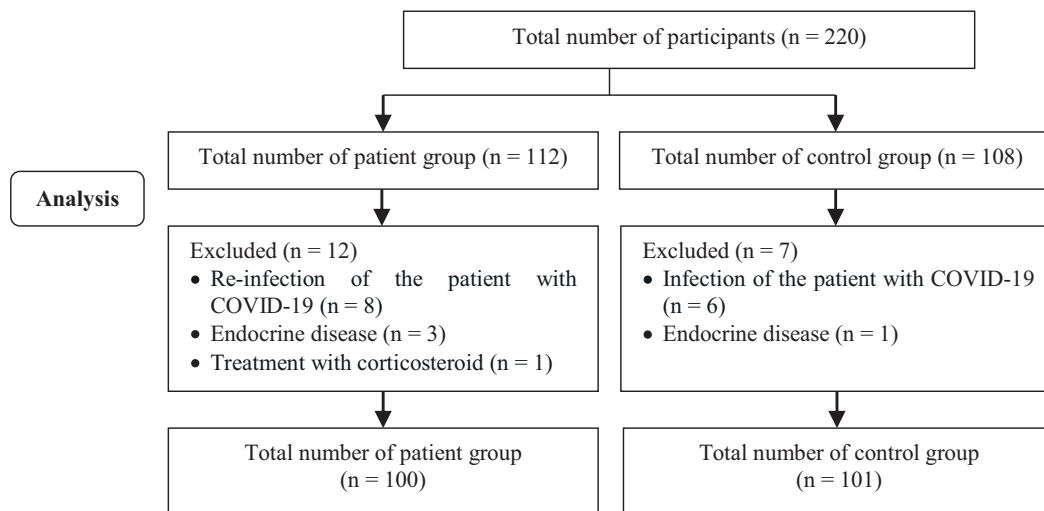 Total number of participants (n = 220)
Total number of patient group (n = 112)
Total number of control group (n = 108)
Analysis
Excluded (n = 12)
• Re-infection of the patient with
COVID-19 (n = 8)
• Endocrine disease (n = 3)
• Treatment with corticosteroid (n = 1)
Excluded (n = 7)
• Infection of the patient with COVID-19
(n = 6)
• Endocrine disease (n = 1)
Total number of patient group
(n = 100)
Total number of control group
(n = 101)